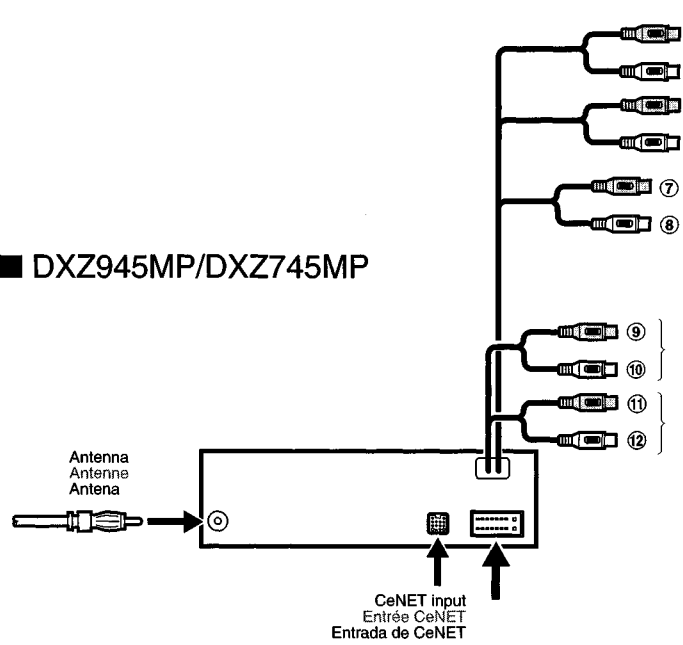 ⑦
⑧
■ DXZ945MP/DXZ745MP
⑨
⑩
⑪
⑫
Antenna
Antenne
Antena
CeNET input
Entrée CeNET
Entrada de CeNET